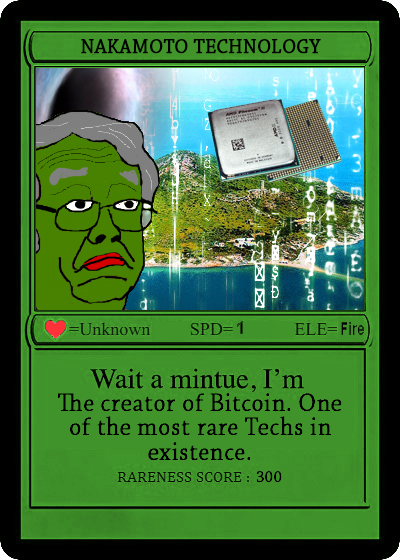 NAKAMOTO TECHNOLOGY
=Unknown SPD= 1 ELE= Fire
Wait a mintue, I'm
The creator of Bitcoin. One
of the most rare Techs in
existence.
RARENESS SCORE : 300